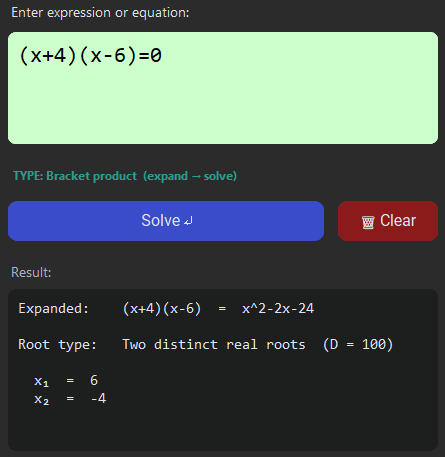 Enter expression or equation:
(x+4)(x-6)=0
TYPE: Bracket product (expand → solve)
Solve ↲
🗑 Clear
Result:
Expanded: (x+4)(x-6) = x^2-2x-24
Root type: Two distinct real roots (D = 100)
x₁ = 6
x₂ = -4